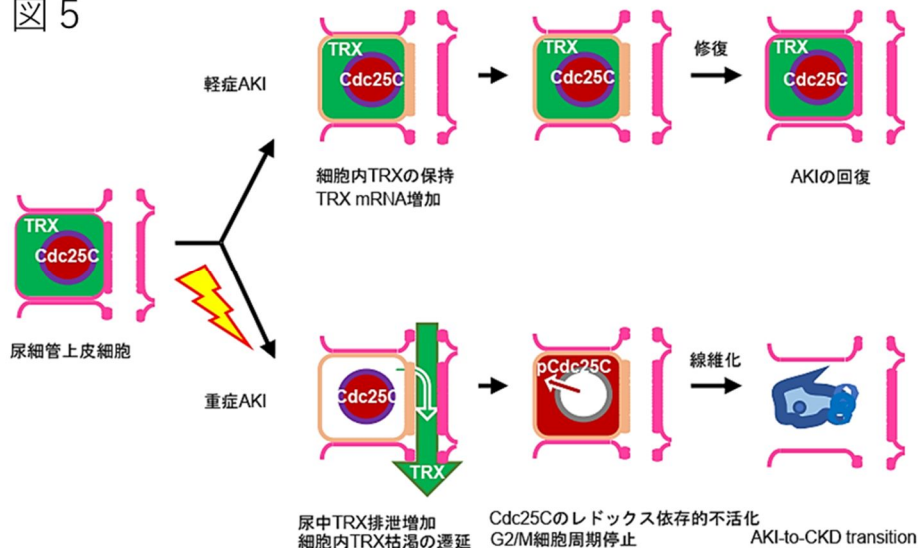 図5
TRX
Cdc25C
尿細管上皮細胞
軽症AKI
TRX
Cdc25C
TRX
Cdc25C
修復
TRX
Cdc25C
細胞内TRXの保持
TRX mRNA増加
AKIの回復
重症AKI
Cdc25C
TRX
pCdc25C
線維化
尿中TRX排泄増加
細胞内TRX枯渇の遷延
Cdc25Cのレドックス依存的不活化
G2/M細胞周期停止
AKI-to-CKD transition